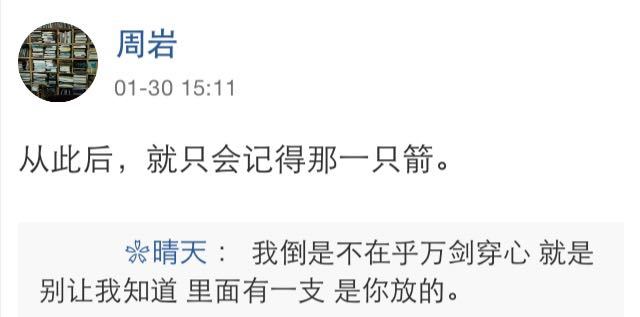 周岩
01-30 15:11
从此后，就只会记得那一只箭。
晴天： 我倒是不在乎万剑穿心 就是
别让我知道 里面有一支 是你放的。